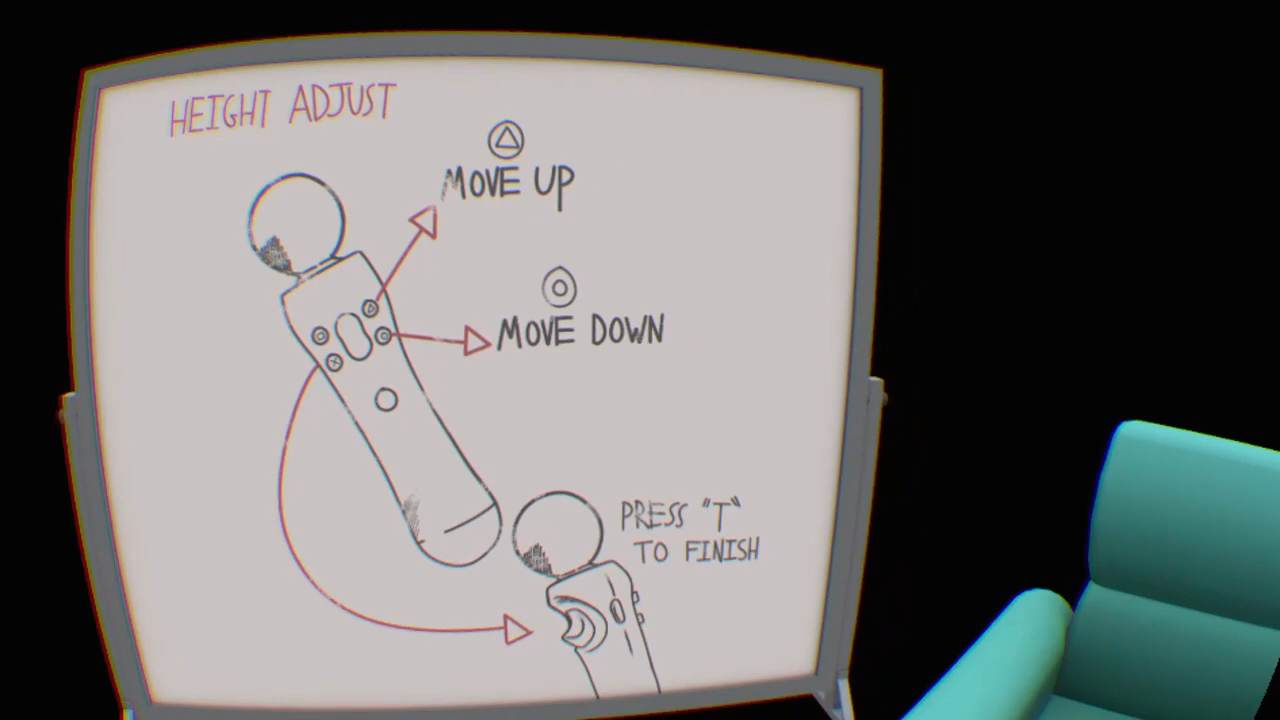 HEIGHT ADJUST
MOVE UP
MOVE DOWN
PRESS "T"
TO FINISH